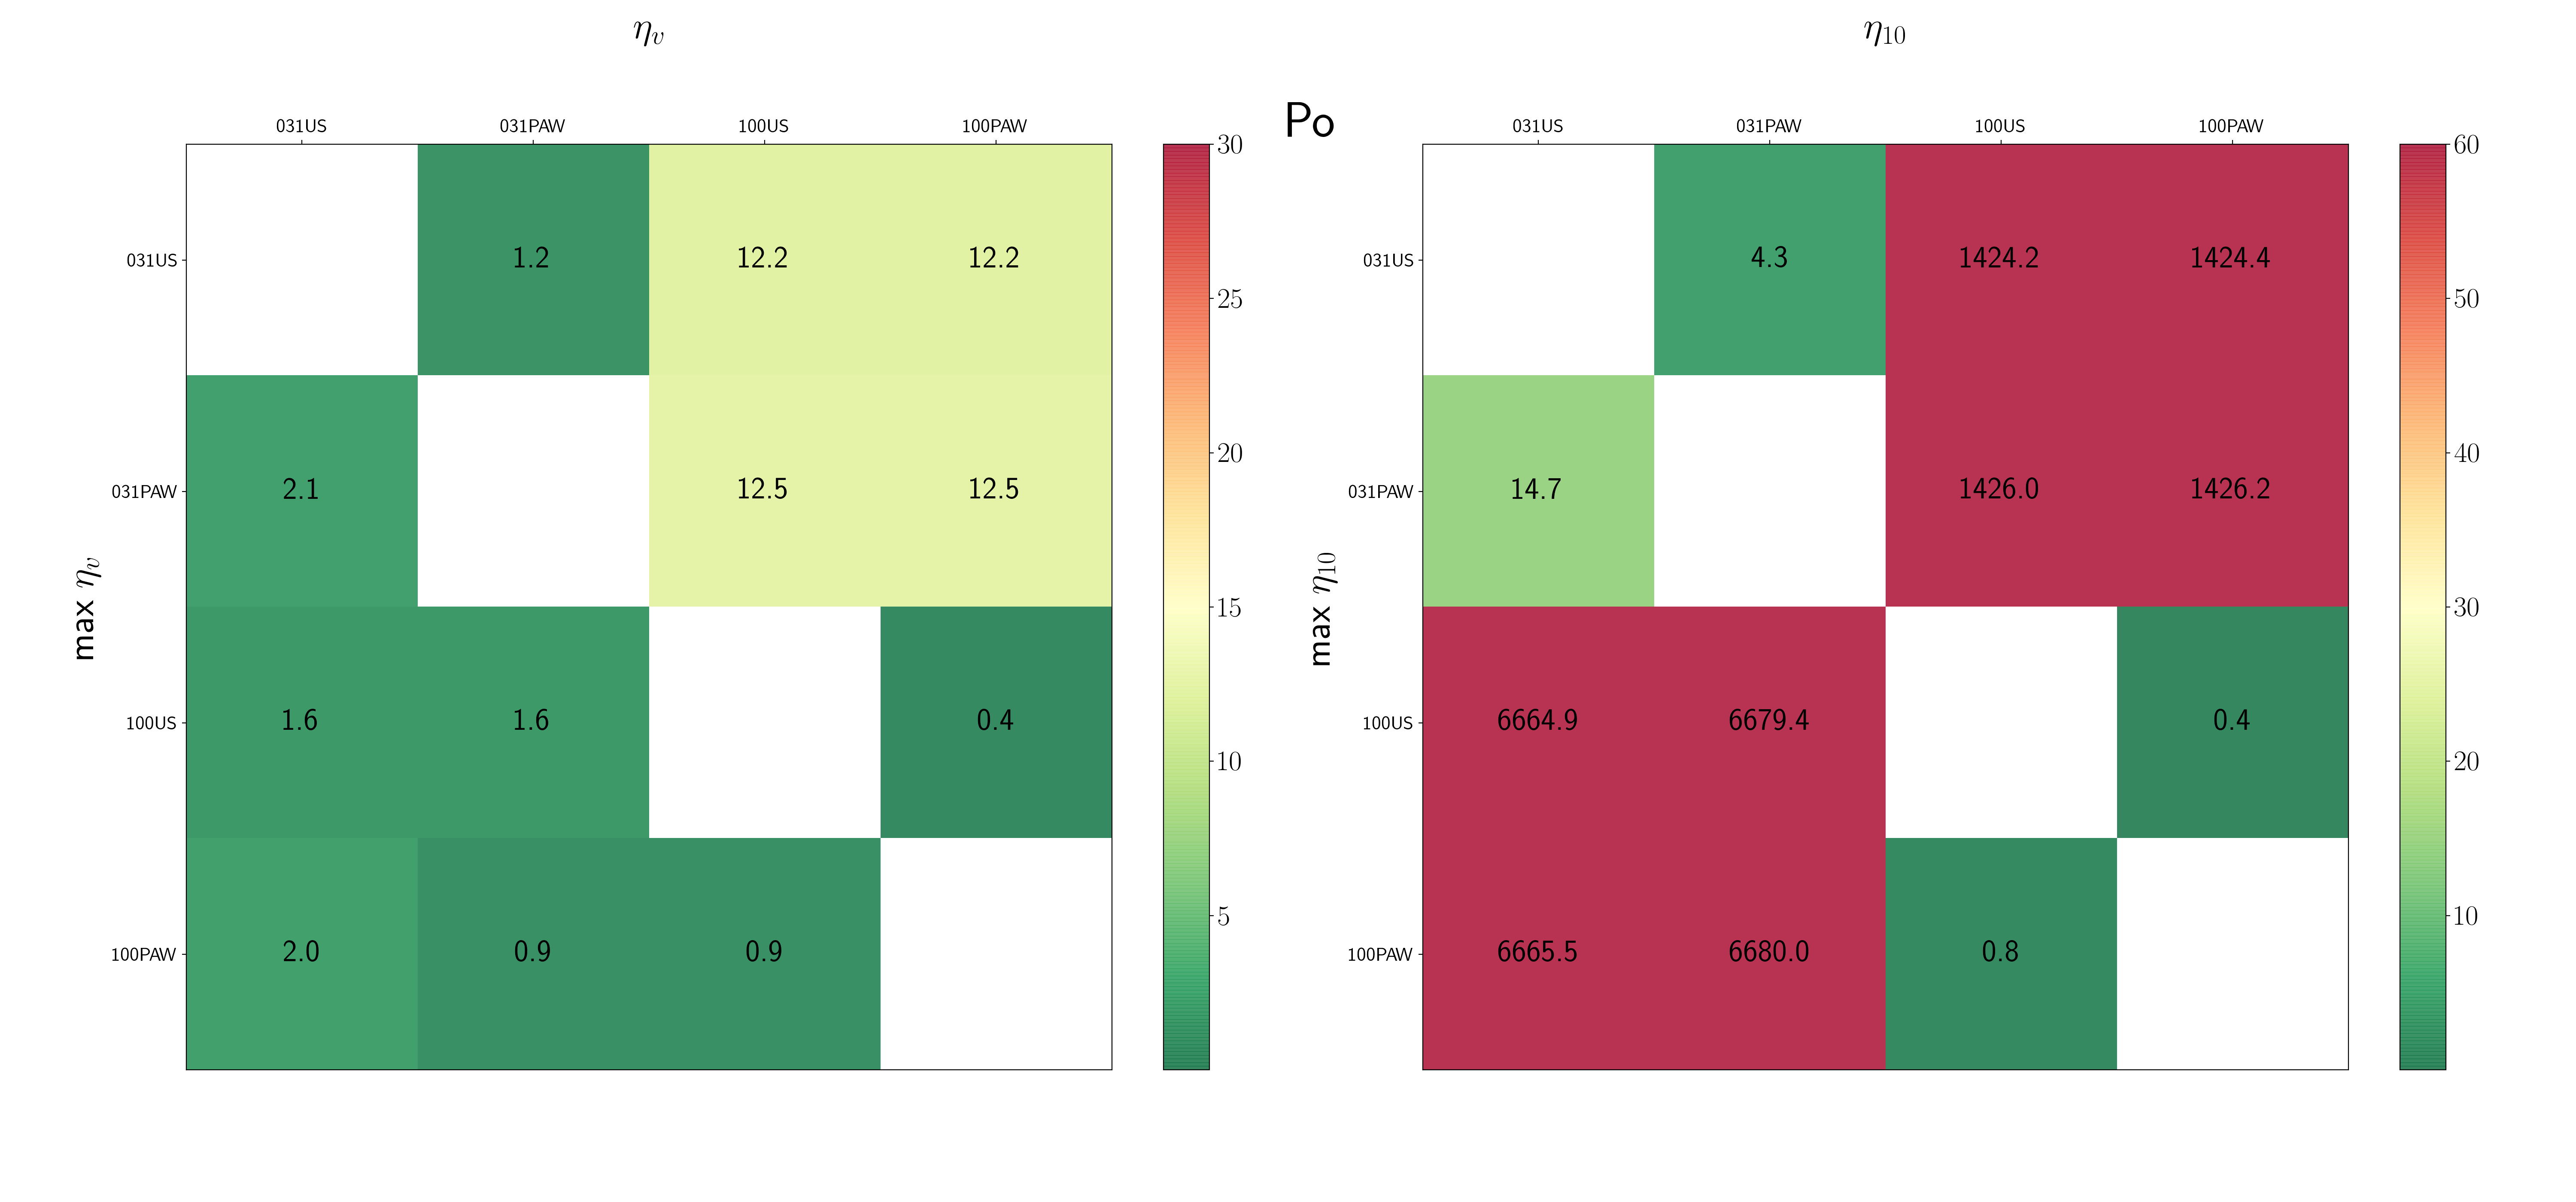 η_v
η_10
Po
031US 031PAW 100US 100PAW
031US 1.2 12.2 12.2
031PAW 2.1 12.5 12.5
100US 1.6 1.6 0.4
100PAW 2.0 0.9 0.9
max η_v
30
25
20
15
10
5
031US 031PAW 100US 100PAW
031US 4.3 1424.2 1424.4
031PAW 14.7 1426.0 1426.2
100US 6664.9 6679.4 0.4
100PAW 6665.5 6680.0 0.8
max η_10
60
50
40
30
20
10